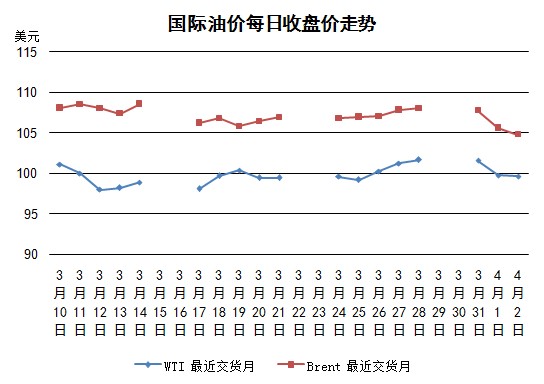 国际油价每日收盘价走势
美元
115
110
105
100
95
90
3月10日 3月11日 3月12日 3月13日 3月14日 3月15日 3月16日 3月17日 3月18日 3月19日 3月20日 3月21日 3月22日 3月23日 3月24日 3月25日 3月26日 3月27日 3月28日 3月29日 3月30日 3月31日 4月1日 4月2日
WTI 最近交货月 Brent 最近交货月